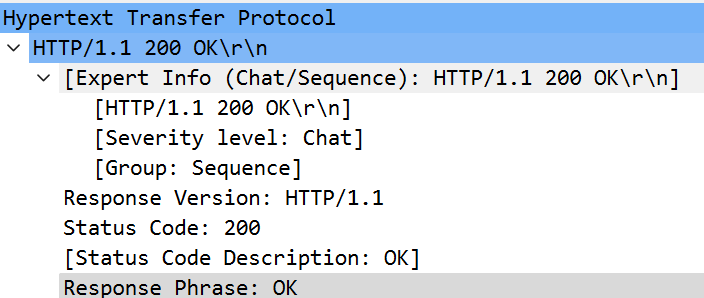 Hypertext Transfer Protocol
HTTP/1.1 200 OK\r\n
[Expert Info (Chat/Sequence): HTTP/1.1 200 OK\r\n]
[HTTP/1.1 200 OK\r\n]
[Severity level: Chat]
[Group: Sequence]
Response Version: HTTP/1.1
Status Code: 200
[Status Code Description: OK]
Response Phrase: OK